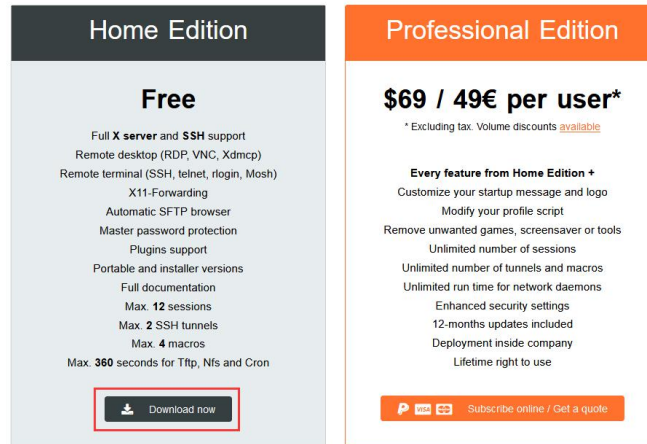 Home Edition
Free
Full X server and SSH support
Remote desktop (RDP, VNC, Xdmcp)
Remote terminal (SSH, telnet, rlogin, Mosh)
X11-Forwarding
Automatic SFTP browser
Master password protection
Plugins support
Portable and installer versions
Full documentation
Max. 12 sessions
Max. 2 SSH tunnels
Max. 4 macros
Max. 360 seconds for Tftp, Nfs and Cron
Download now
Professional Edition
$69 / 49€ per user*
* Excluding tax. Volume discounts available
Every feature from Home Edition +
Customize your startup message and logo
Modify your profile script
Remove unwanted games, screensaver or tools
Unlimited number of sessions
Unlimited number of tunnels and macros
Unlimited run time for network daemons
Enhanced security settings
12-months updates included
Deployment inside company
Lifetime right to use
VISA Subscribe online / Get a quote